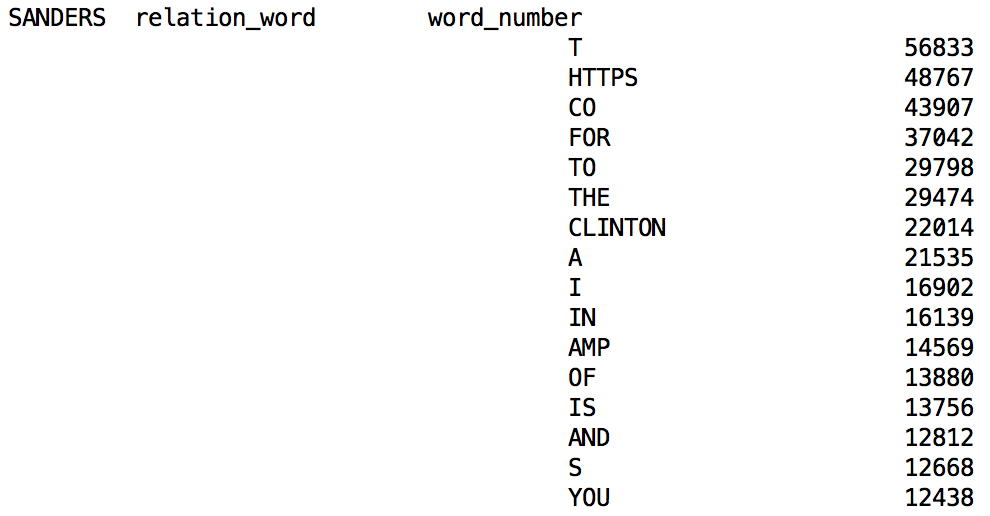 SANDERS relation_word word_number
T 56833
HTTPS 48767
CO 43907
FOR 37042
TO 29798
THE 29474
CLINTON 22014
A 21535
I 16902
IN 16139
AMP 14569
OF 13880
IS 13756
AND 12812
S 12668
YOU 12438